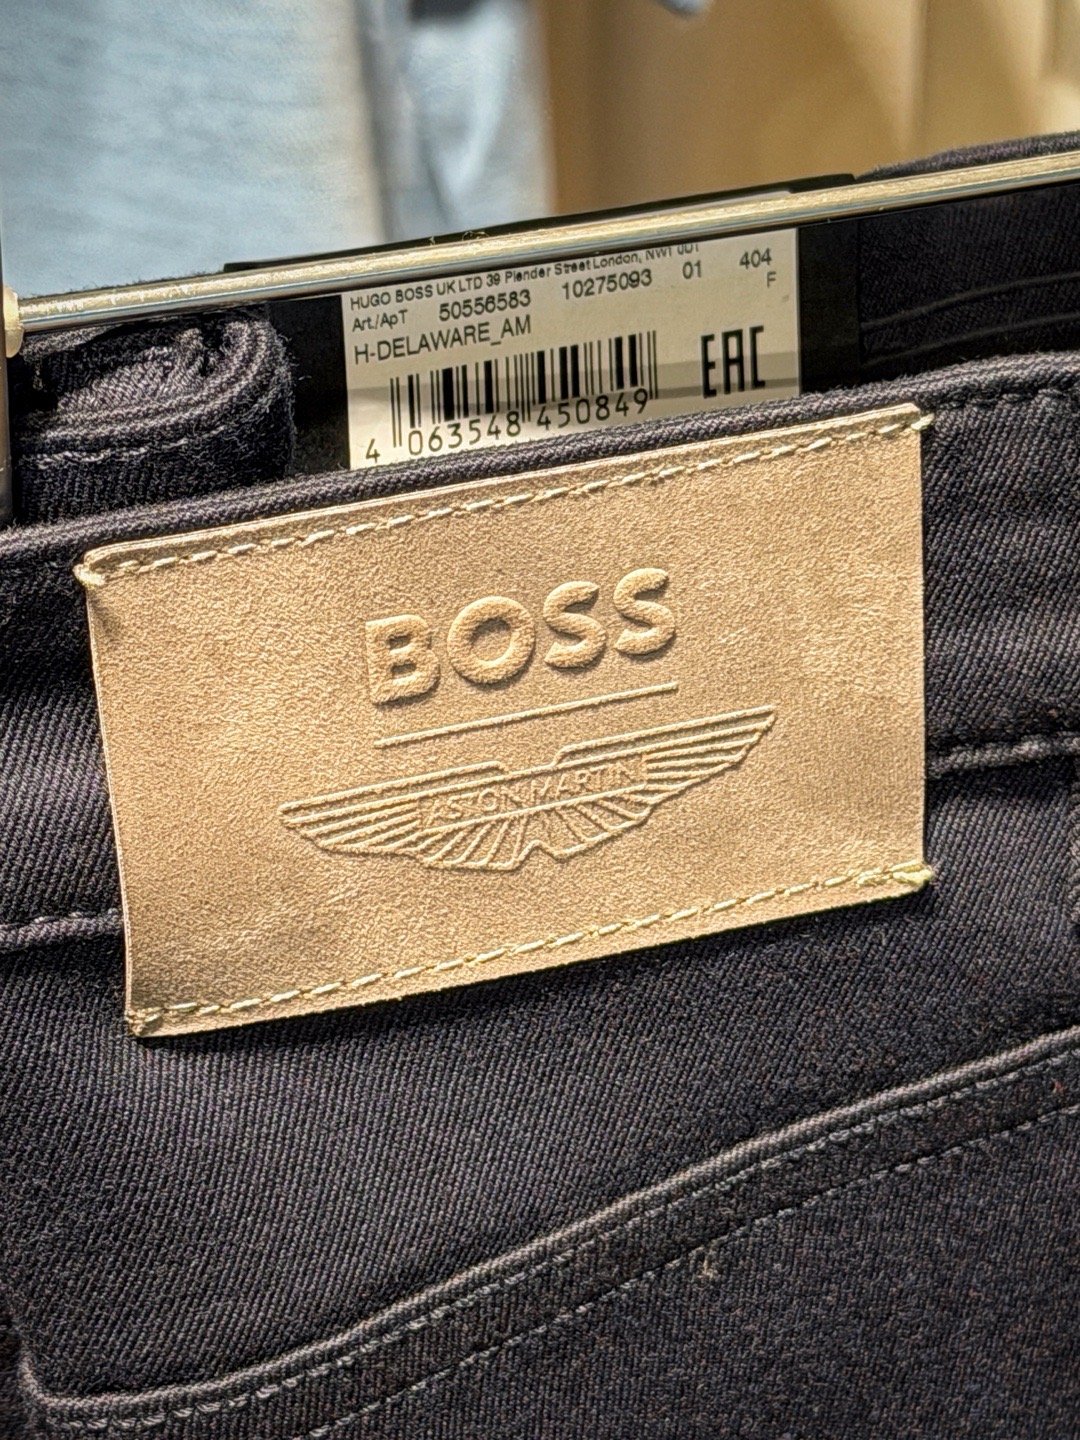 HUGO BOSS UK LTD 39 Plender Street London, NW1 0DT
Art./ApT 50556583 10275093 01 404
H-DELAWARE_AM F
EAC
4 063548 450849
BOSS
ASTON MARTIN